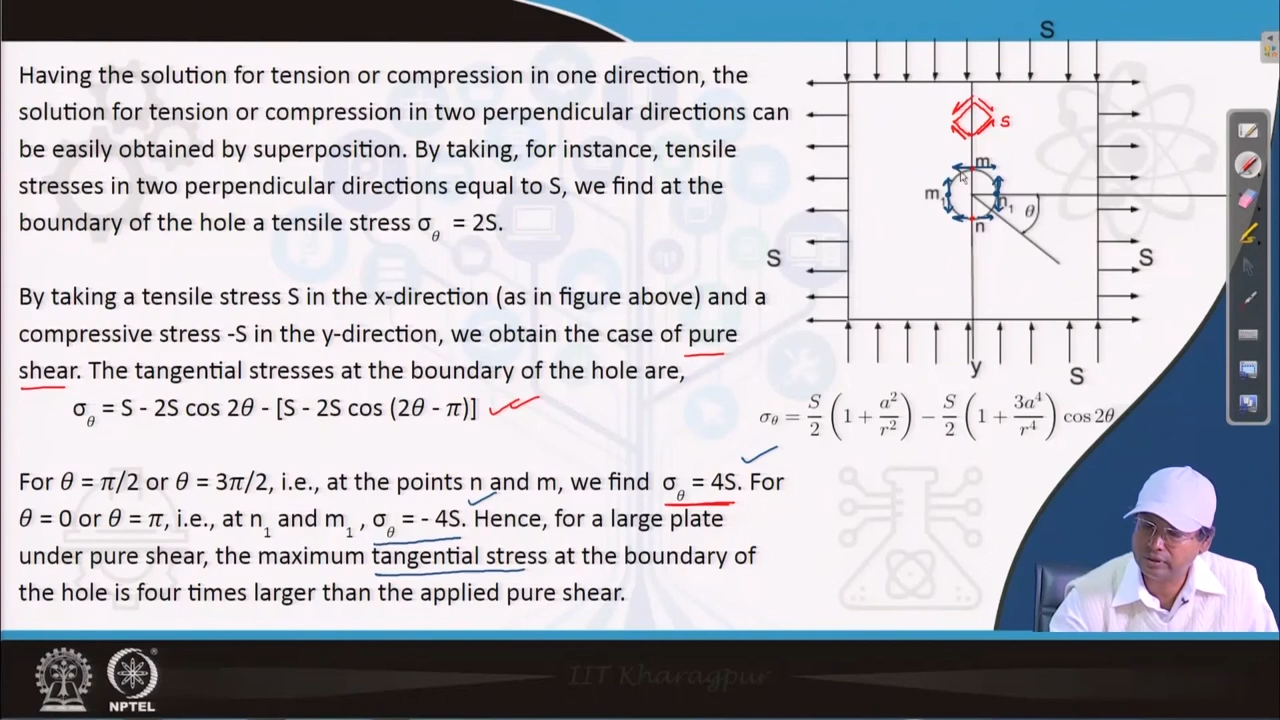 Having the solution for tension or compression in one direction, the
solution for tension or compression in two perpendicular directions can
be easily obtained by superposition. By taking, for instance, tensile
stresses in two perpendicular directions equal to S, we find at the
boundary of the hole a tensile stress σθ = 2S.
By taking a tensile stress S in the x-direction (as in figure above) and a
compressive stress -S in the y-direction, we obtain the case of pure
shear. The tangential stresses at the boundary of the hole are,
σθ = S - 2S cos 2θ - [S - 2S cos (2θ - π)]
For θ = π/2 or θ = 3π/2, i.e., at the points n and m, we find σθ = 4S. For
θ = 0 or θ = π, i.e., at n1 and m1, σθ = - 4S. Hence, for a large plate
under pure shear, the maximum tangential stress at the boundary of
the hole is four times larger than the applied pure shear.
S
S
m
m1
n1
θ
n
S
S
y
S
σθ = S/2 (1 + a²/r²) − S/2 (1 + 3a⁴/r⁴) cos 2θ
IIT Kharagpur
NPTEL